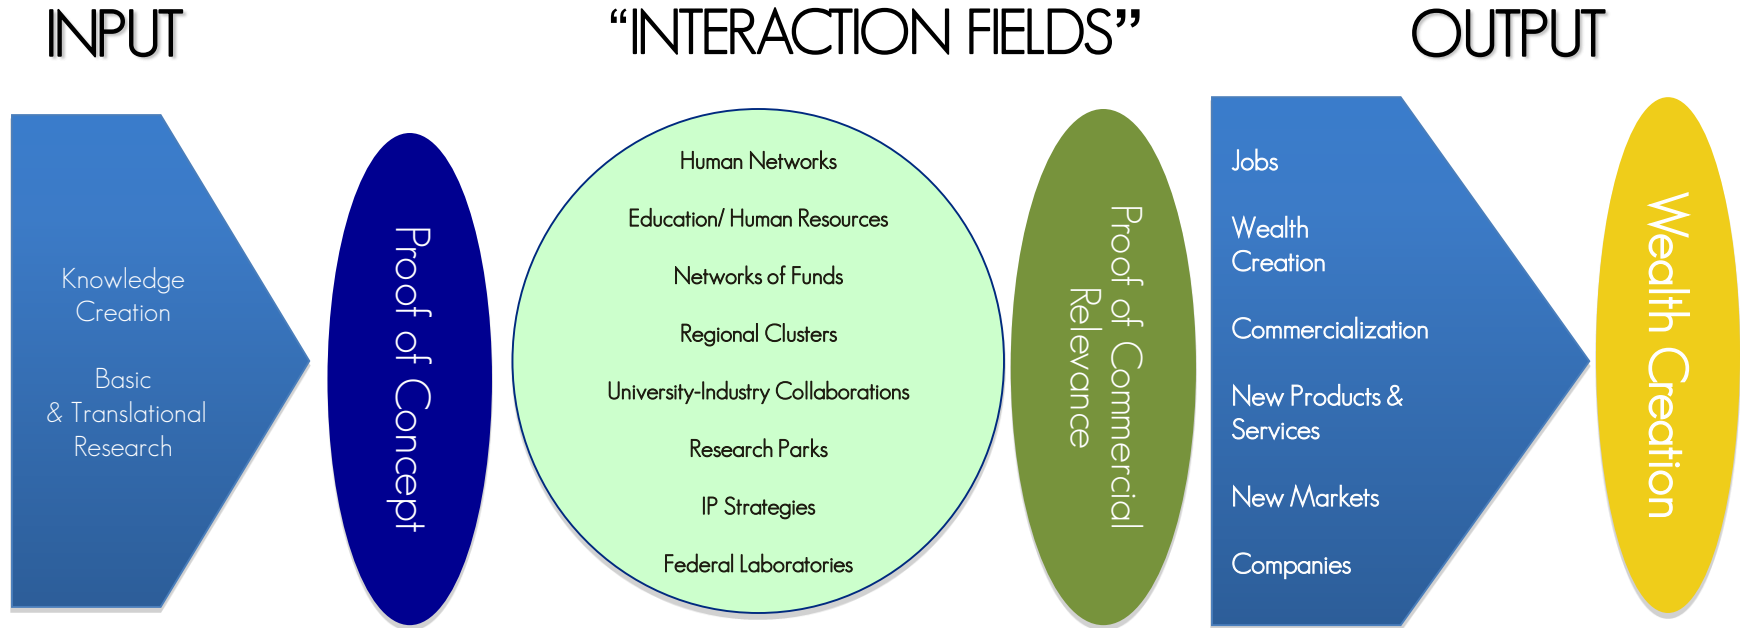 INPUT
“INTERACTION FIELDS”
OUTPUT
Knowledge
Creation
Basic
& Translational
Research
Proof of Concept
Human Networks
Education/ Human Resources
Networks of Funds
Regional Clusters
University-Industry Collaborations
Research Parks
IP Strategies
Federal Laboratories
Proof of Commercial
Relevance
Jobs
Wealth
Creation
Commercialization
New Products &
Services
New Markets
Companies
Wealth Creation